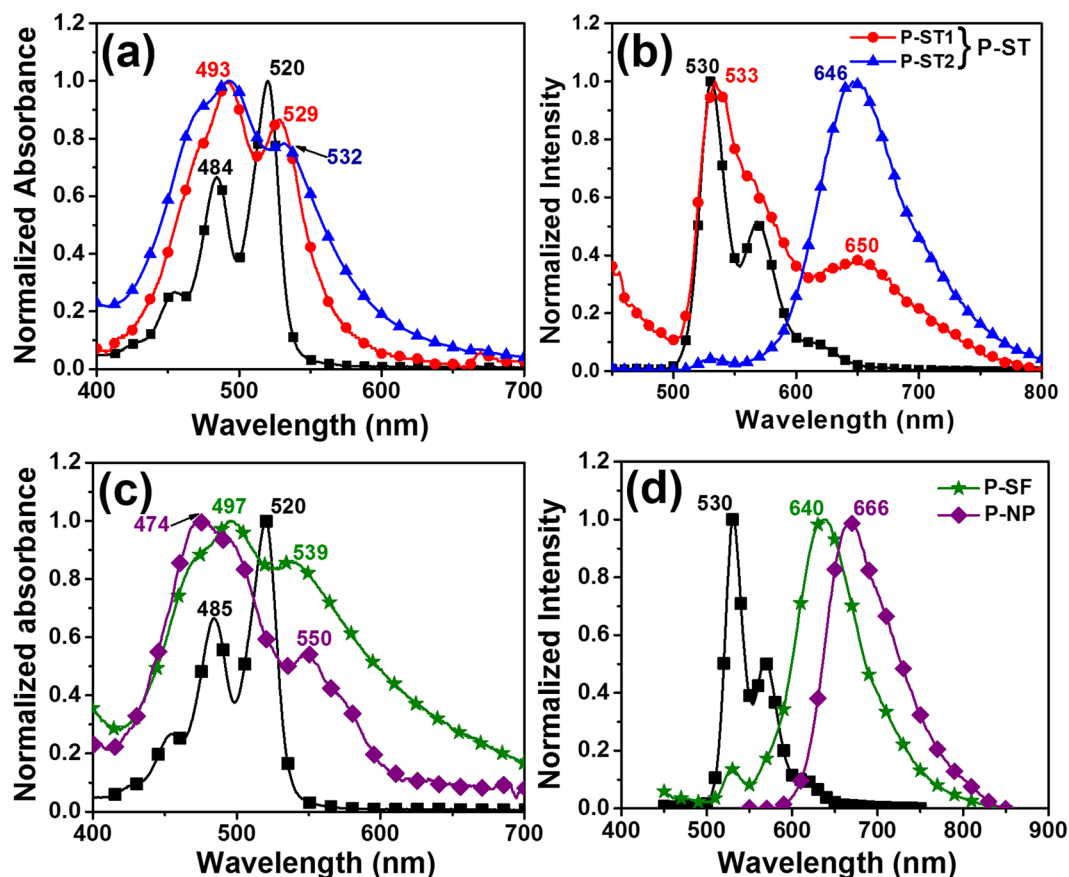 (a)
Normalized Absorbance
1.2
1.0
0.8
0.6
0.4
0.2
0.0
493
520
529
484
532
400 500 600 700
Wavelength (nm)
(b)
Normalized Intensity
1.2
1.0
0.8
0.6
0.4
0.2
0.0
P-ST1
P-ST2
} P-ST
530
533
646
650
500 600 700 800
Wavelength (nm)
(c)
Normalized absorbance
1.2
1.0
0.8
0.6
0.4
0.2
0.0
474
497
520
539
485
550
400 500 600 700
Wavelength (nm)
(d)
Normalized Intensity
1.2
1.0
0.8
0.6
0.4
0.2
0.0
P-SF
P-NP
530
640
666
400 500 600 700 800 900
Wavelength (nm)